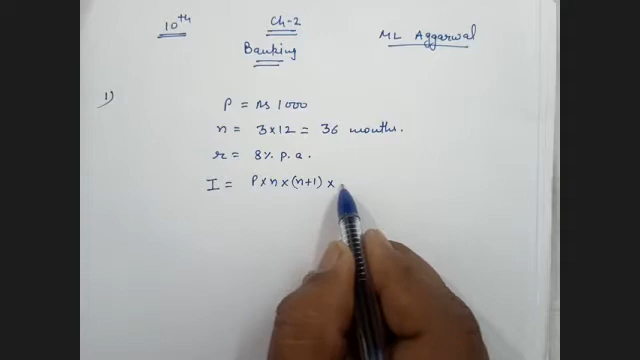 10th
Ch-2
ML Aggarwal
Banking
1)
P = Rs 1000
n = 3×12 = 36 months.
r = 8% p.a.
I = P×n×(n+1)×